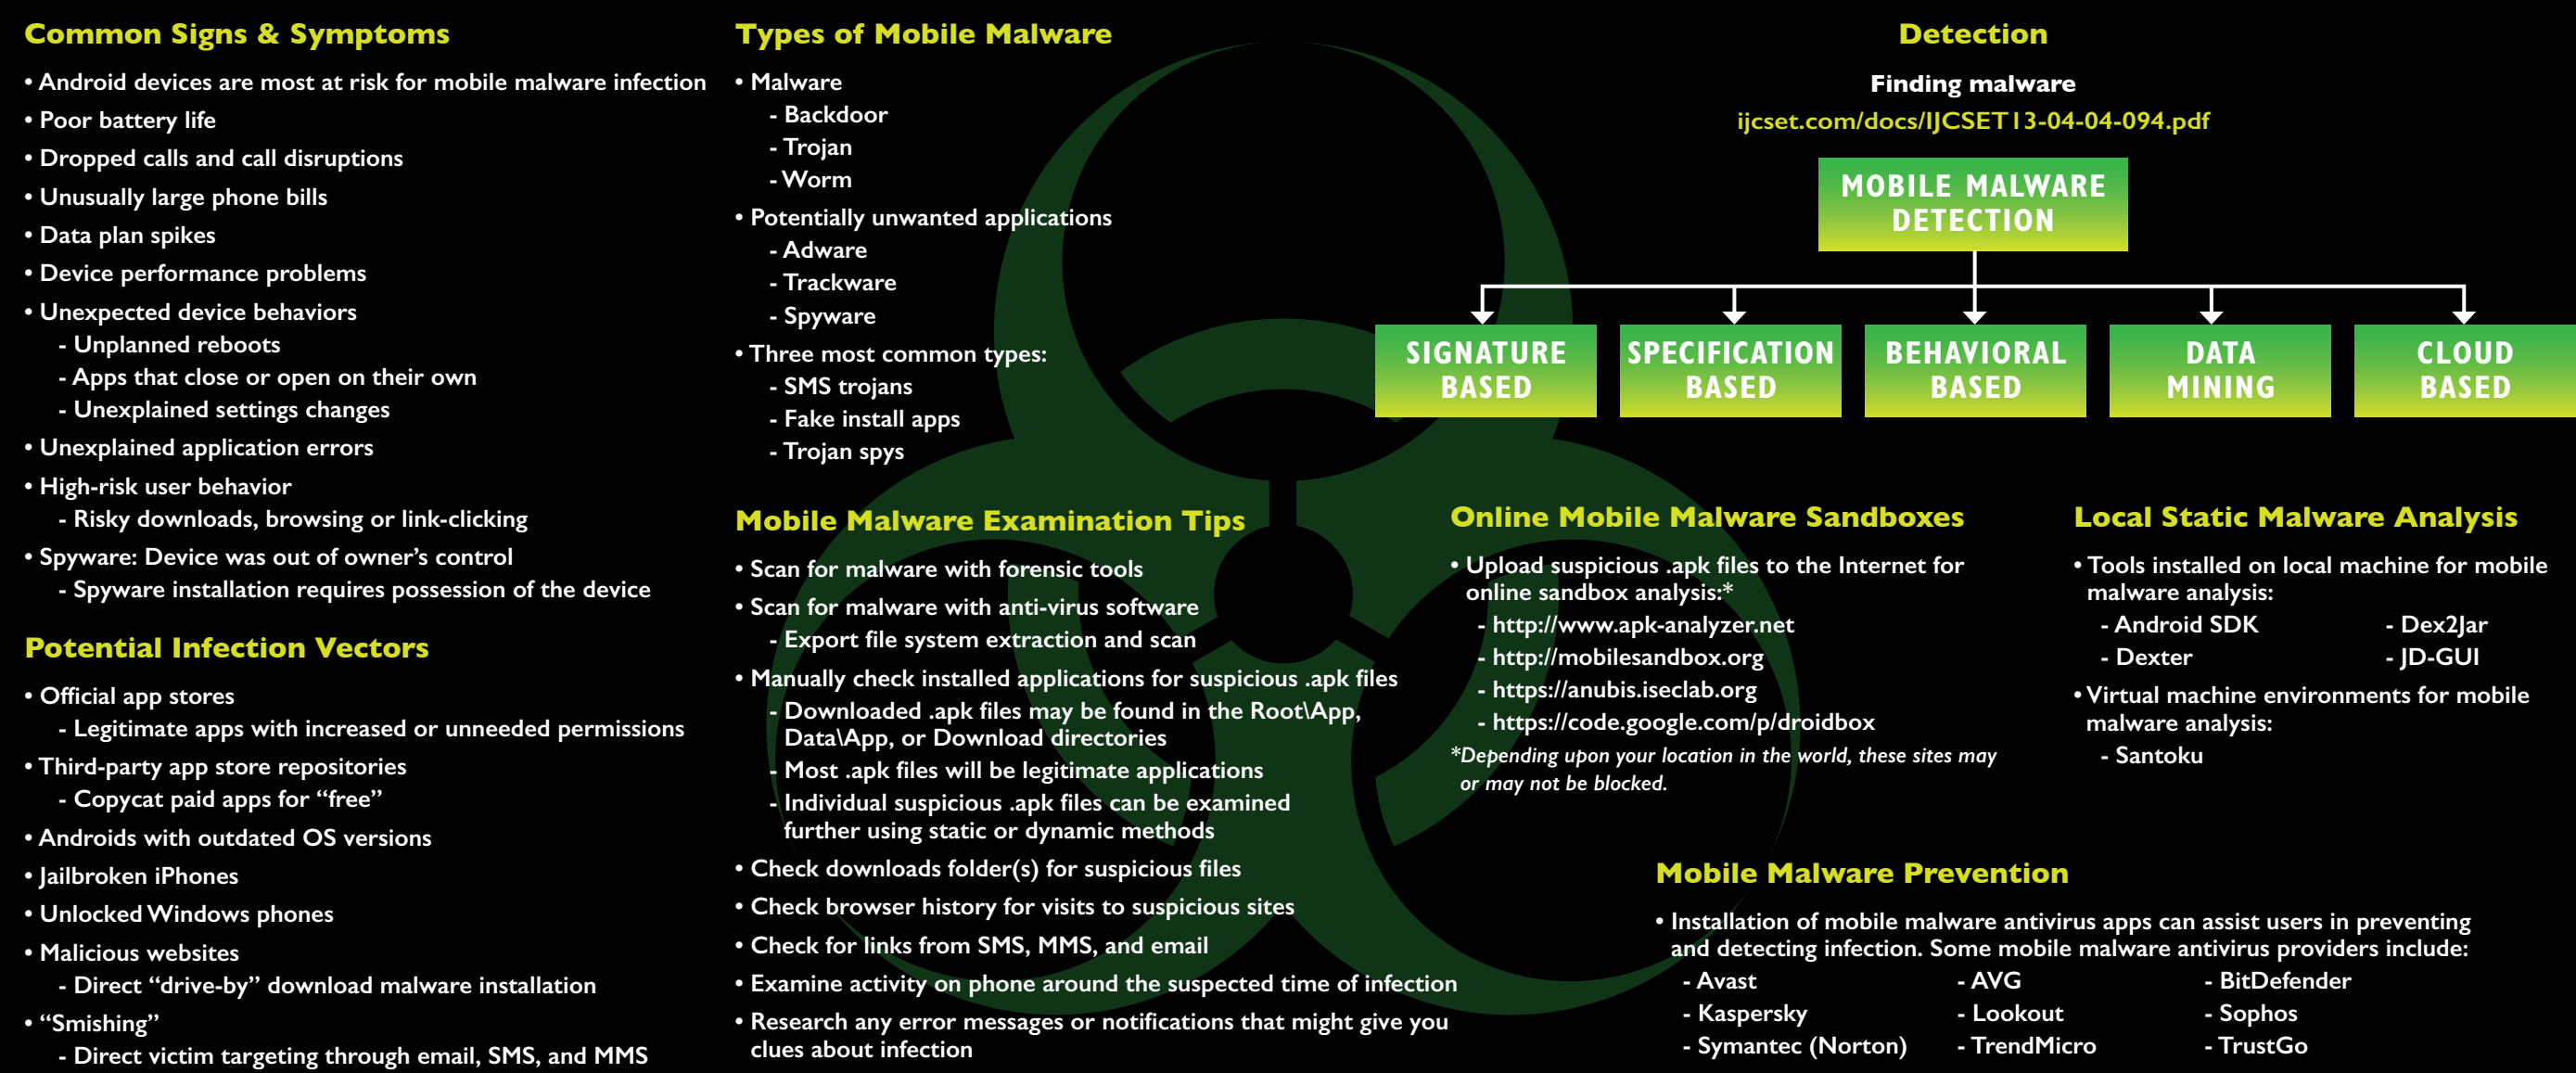 Common Signs & Symptoms
• Android devices are most at risk for mobile malware infection
• Poor battery life
• Dropped calls and call disruptions
• Unusually large phone bills
• Data plan spikes
• Device performance problems
• Unexpected device behaviors
- Unplanned reboots
- Apps that close or open on their own
- Unexplained settings changes
• Unexplained application errors
• High-risk user behavior
- Risky downloads, browsing or link-clicking
• Spyware: Device was out of owner’s control
- Spyware installation requires possession of the device
Potential Infection Vectors
• Official app stores
- Legitimate apps with increased or unneeded permissions
• Third-party app store repositories
- Copycat paid apps for “free”
• Androids with outdated OS versions
• Jailbroken iPhones
• Unlocked Windows phones
• Malicious websites
- Direct “drive-by” download malware installation
• “Smishing”
- Direct victim targeting through email, SMS, and MMS
Types of Mobile Malware
• Malware
- Backdoor
- Trojan
- Worm
• Potentially unwanted applications
- Adware
- Trackware
- Spyware
• Three most common types:
- SMS trojans
- Fake install apps
- Trojan spys
Mobile Malware Examination Tips
• Scan for malware with forensic tools
• Scan for malware with anti-virus software
- Export file system extraction and scan
• Manually check installed applications for suspicious .apk files
- Downloaded .apk files may be found in the Root\App,
Data\App, or Download directories
- Most .apk files will be legitimate applications
- Individual suspicious .apk files can be examined
further using static or dynamic methods
• Check downloads folder(s) for suspicious files
• Check browser history for visits to suspicious sites
• Check for links from SMS, MMS, and email
• Examine activity on phone around the suspected time of infection
• Research any error messages or notifications that might give you
clues about infection
Detection
Finding malware
ijcset.com/docs/IJCSET13-04-04-094.pdf
MOBILE MALWARE
DETECTION
SIGNATURE
BASED
SPECIFICATION
BASED
BEHAVIORAL
BASED
DATA
MINING
CLOUD
BASED
Online Mobile Malware Sandboxes
• Upload suspicious .apk files to the Internet for
online sandbox analysis:*
- http://www.apk-analyzer.net
- http://mobilesandbox.org
- https://anubis.iseclab.org
- https://code.google.com/p/droidbox
*Depending upon your location in the world, these sites may
or may not be blocked.
Local Static Malware Analysis
• Tools installed on local machine for mobile
malware analysis:
- Android SDK - Dex2Jar
- Dexter - JD-GUI
• Virtual machine environments for mobile
malware analysis:
- Santoku
Mobile Malware Prevention
• Installation of mobile malware antivirus apps can assist users in preventing
and detecting infection. Some mobile malware antivirus providers include:
- Avast - AVG - BitDefender
- Kaspersky - Lookout - Sophos
- Symantec (Norton) - TrendMicro - TrustGo